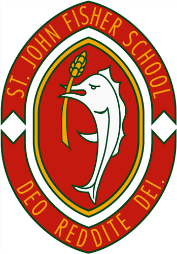 ST. JOHN FISHER SCHOOL
DEO REDDITE DEI.